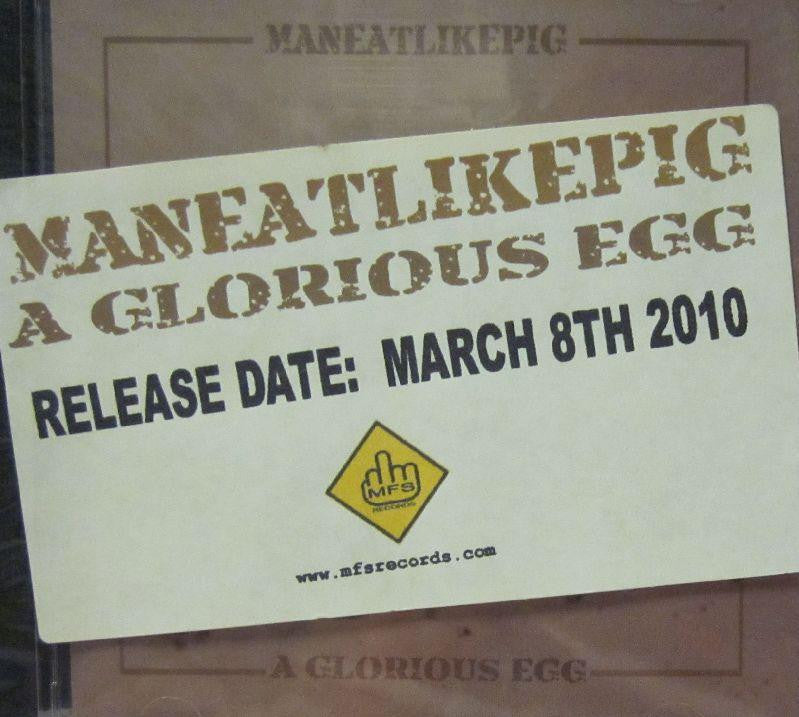 MANEATLIKEPIG
MANEATLIKEPIG
A GLORIOUS EGG
RELEASE DATE: MARCH 8TH 2010
MFS
RECORDS
www.mfsrecords.com
A GLORIOUS EGG